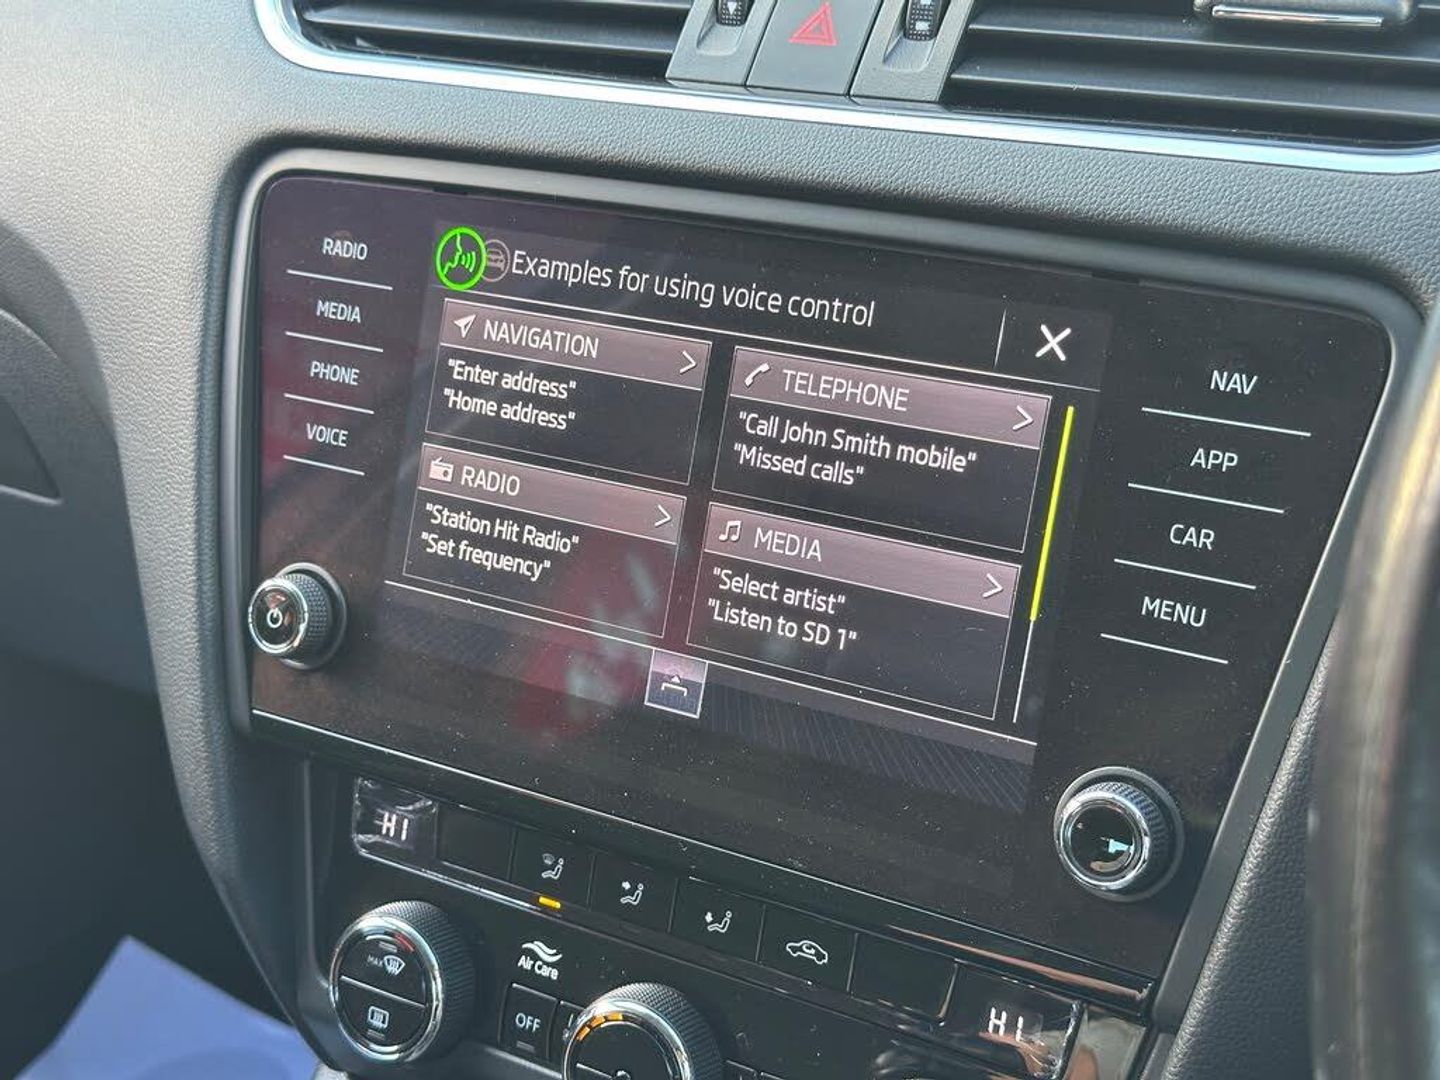 RADIO
MEDIA
PHONE
VOICE
Examples for using voice control
NAVIGATION
"Enter address"
"Home address"
TELEPHONE
"Call John Smith mobile"
"Missed calls"
RADIO
"Station Hit Radio"
"Set frequency"
MEDIA
"Select artist"
"Listen to SD 1"
NAV
APP
CAR
MENU
HI
MAX
Air Care
OFF
HI